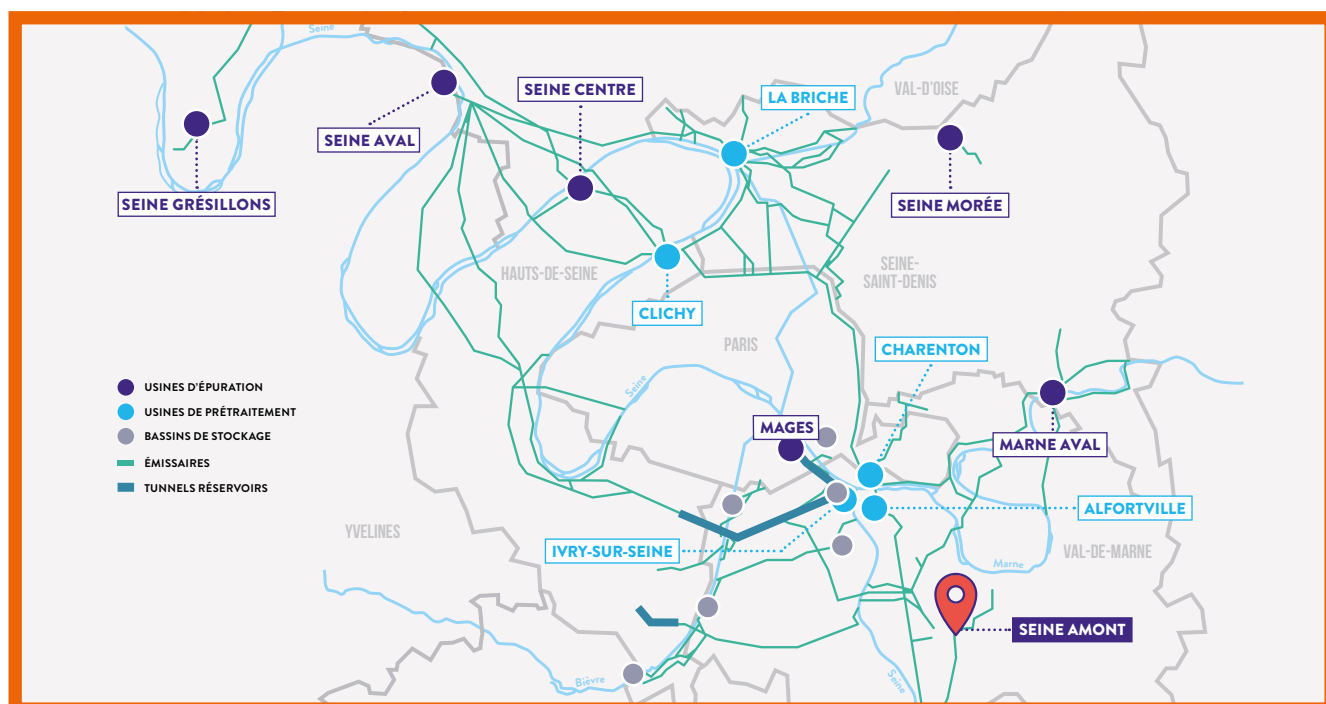 Seine
SEINE CENTRE
LA BRICHE
VAL-D'OISE
SEINE AVAL
SEINE GRÉSILLONS
SEINE MORÉE
HAUTS-DE-SEINE
SEINE-
SAINT-DENIS
CLICHY
PARIS
CHARENTON
Seine
USINES D'ÉPURATION
USINES DE PRÉTRAITEMENT
BASSINS DE STOCKAGE
ÉMISSAIRES
TUNNELS RÉSERVOIRS
MAGES
MARNE AVAL
ALFORTVILLE
YVELINES
IVRY-SUR-SEINE
VAL-DE-MARNE
Marne
SEINE AMONT
Bièvre
Seine